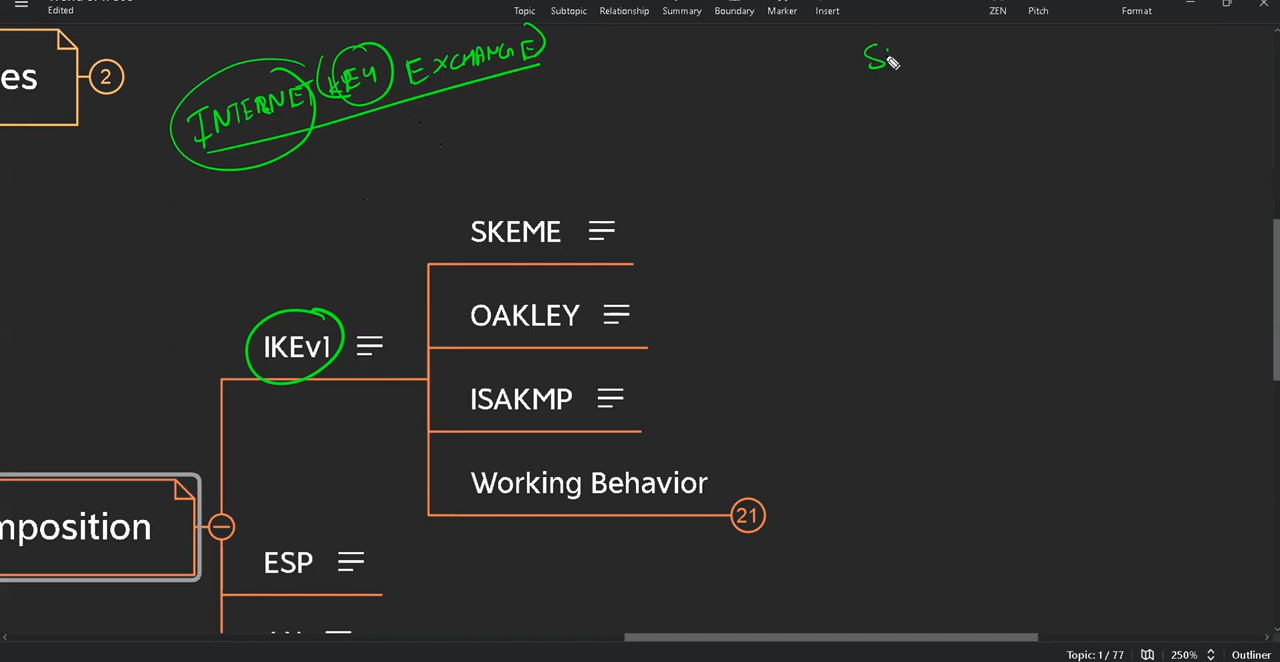 Edited
Topic Subtopic Relationship Summary Boundary Marker Insert ZEN Pitch Format
es 2
INTERNET (KEY EXCHANGE)
Si
SKEME
OAKLEY
IKEv1
ISAKMP
Working Behavior
21
mposition
ESP
Topic: 1 / 77 250% Outliner